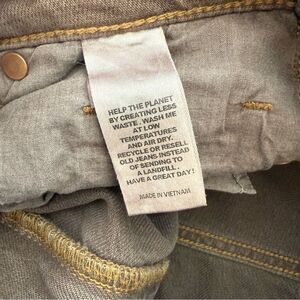 HELP THE PLANET
BY CREATING LESS
WASTE . WASH ME
AT LOW
TEMPERATURES
AND AIR DRY.
RECYCLE OR RESELL
OLD JEANS INSTEAD
OF SENDING TO
A LANDFILL .
HAVE A GREAT DAY!
MADE IN VIETNAM